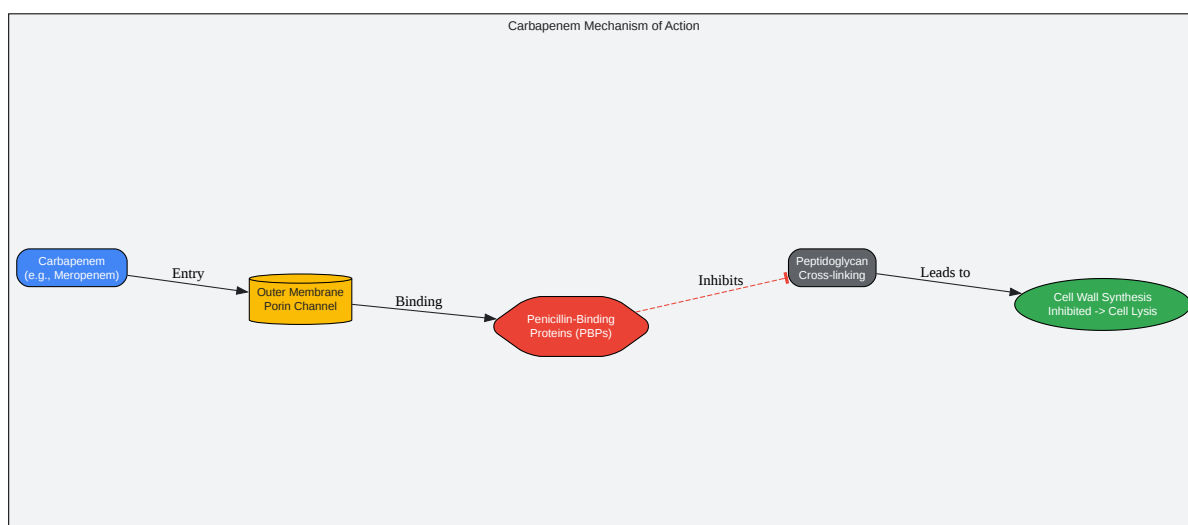 Carbapenem Mechanism of Action
Carbapenem
(e.g., Meropenem)
Entry
Outer Membrane
Porin Channel
Binding
Penicillin-Binding
Proteins (PBPs)
Inhibits
Peptidoglycan
Cross-linking
Leads to
Cell Wall Synthesis
Inhibited -> Cell Lysis